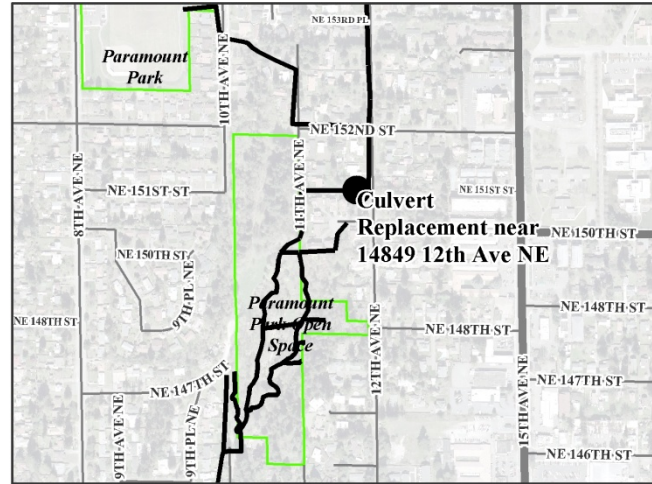 NE 153RD PL
Paramount
Park
10TH AVE NE
11TH AVE NE
NE 152ND ST
8TH AVE NE
NE 151ST ST
NE 151ST ST
Culvert
Replacement near
14849 12th Ave NE
NE 150TH ST
NE 150TH ST
9TH PL NE
Paramount
Park Open
Space
NE 148TH ST
NE 148TH ST
NE 148TH ST
12TH AVE NE
15TH AVE NE
NE 147TH ST
NE 147TH ST
9TH AVE NE
9TH PL NE
NE 146TH ST